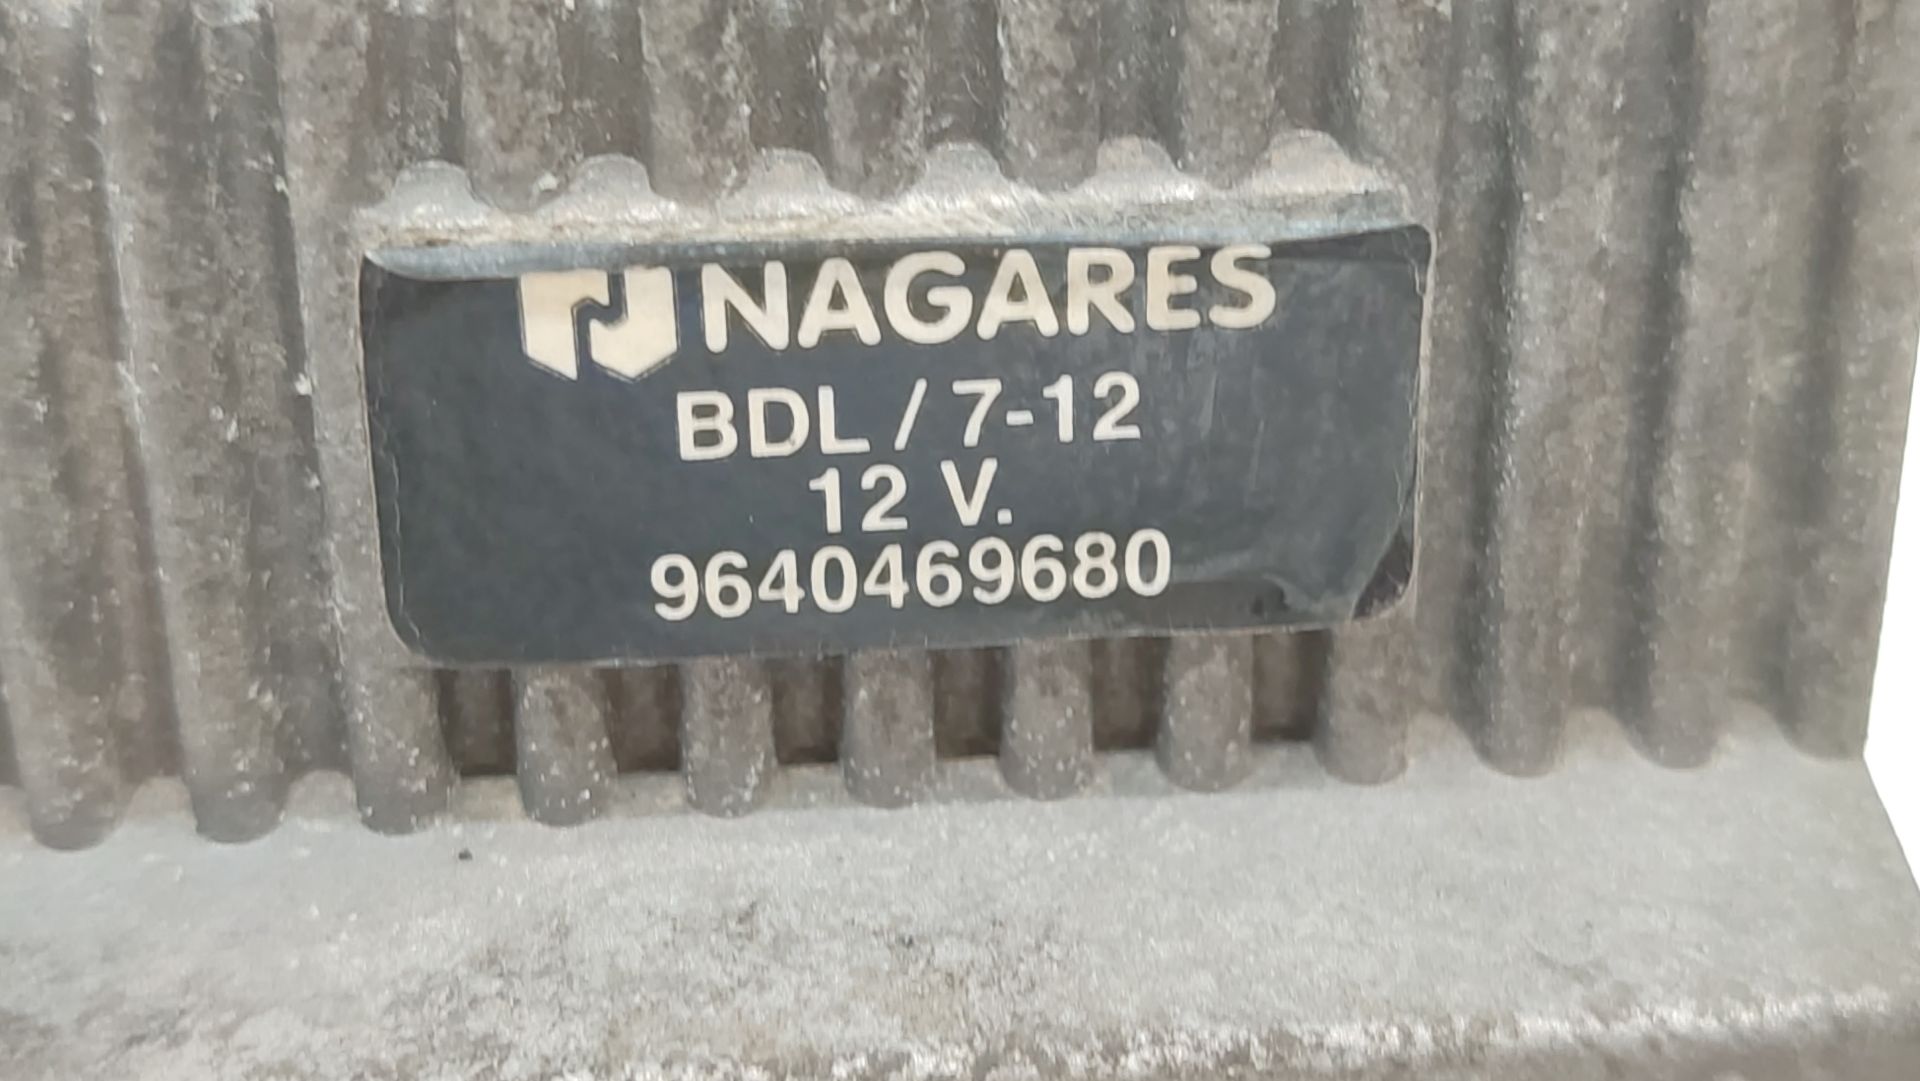 NAGARES
BDL / 7-12
12 V.
9640469680